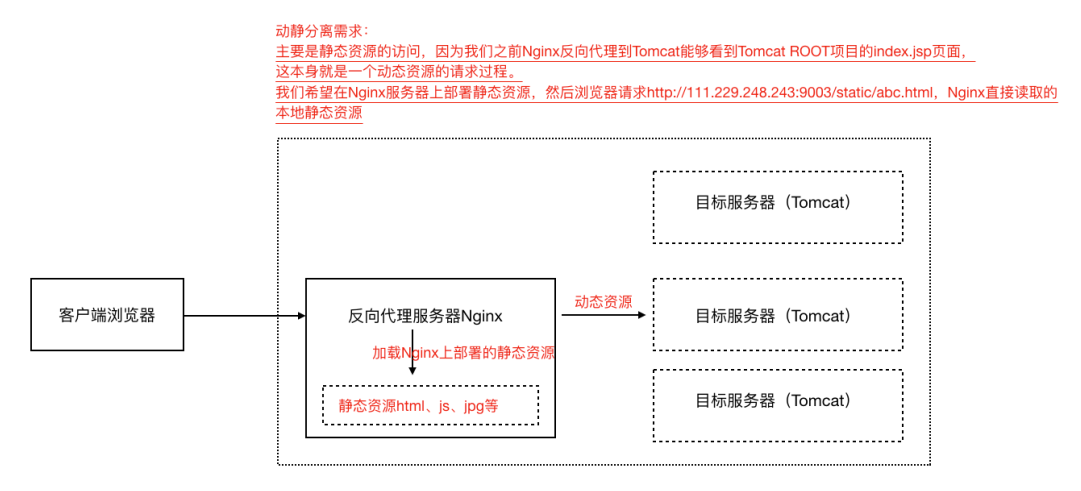 动静分离需求：
主要是静态资源的访问，因为我们之前Nginx反向代理到Tomcat能够看到Tomcat ROOT项目的index.jsp页面，
这本身就是一个动态资源的请求过程。
我们希望在Nginx服务器上部署静态资源，然后浏览器请求http://111.229.248.243:9003/static/abc.html，Nginx直接读取的
本地静态资源
目标服务器（Tomcat）
客户端浏览器
反向代理服务器Nginx
动态资源
目标服务器（Tomcat）
加载Nginx上部署的静态资源
静态资源html、js、jpg等
目标服务器（Tomcat）